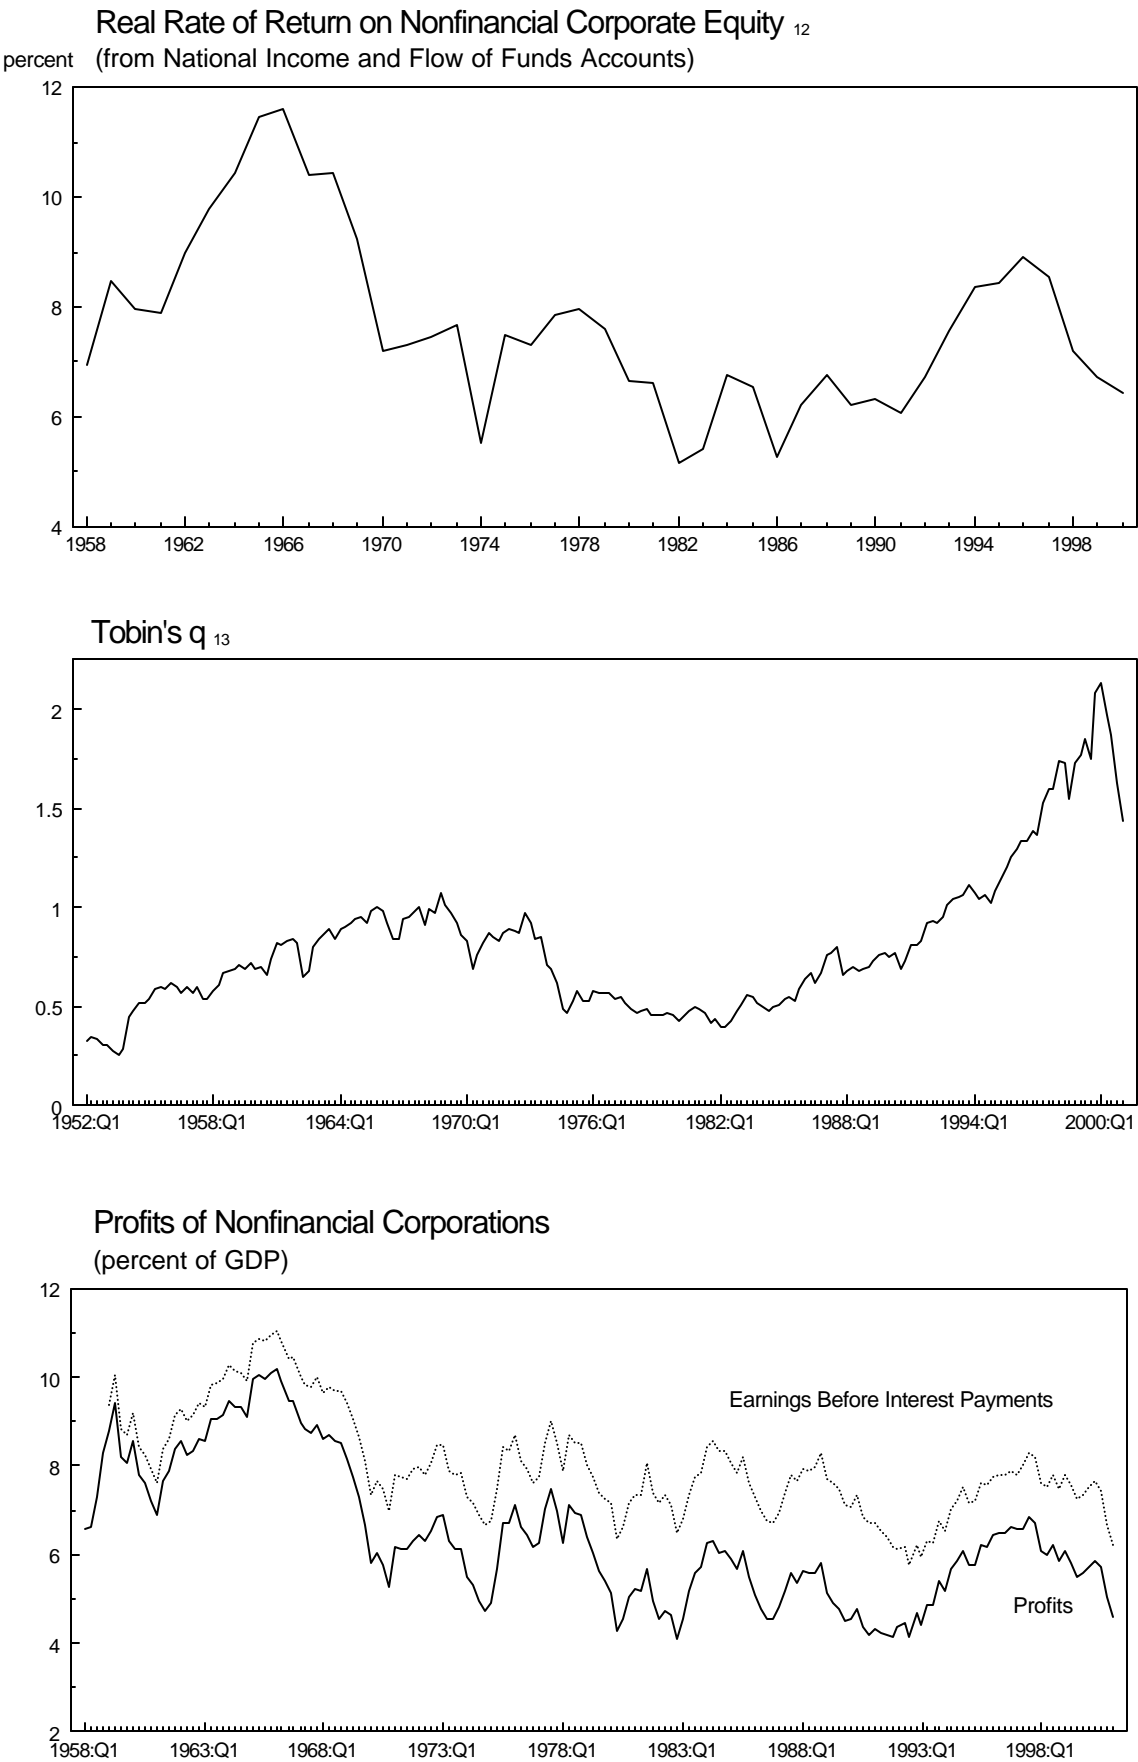 Real Rate of Return on Nonfinancial Corporate Equity 12
percent (from National Income and Flow of Funds Accounts)
12
10
8
6
4
1958 1962 1966 1970 1974 1978 1982 1986 1990 1994 1998
Tobin's q 13
2
1.5
1
0.5
0
1952:Q1 1958:Q1 1964:Q1 1970:Q1 1976:Q1 1982:Q1 1988:Q1 1994:Q1 2000:Q1
Profits of Nonfinancial Corporations
(percent of GDP)
12
10
Earnings Before Interest Payments
8
6
Profits
4
2
1958:Q1 1963:Q1 1968:Q1 1973:Q1 1978:Q1 1983:Q1 1988:Q1 1993:Q1 1998:Q1